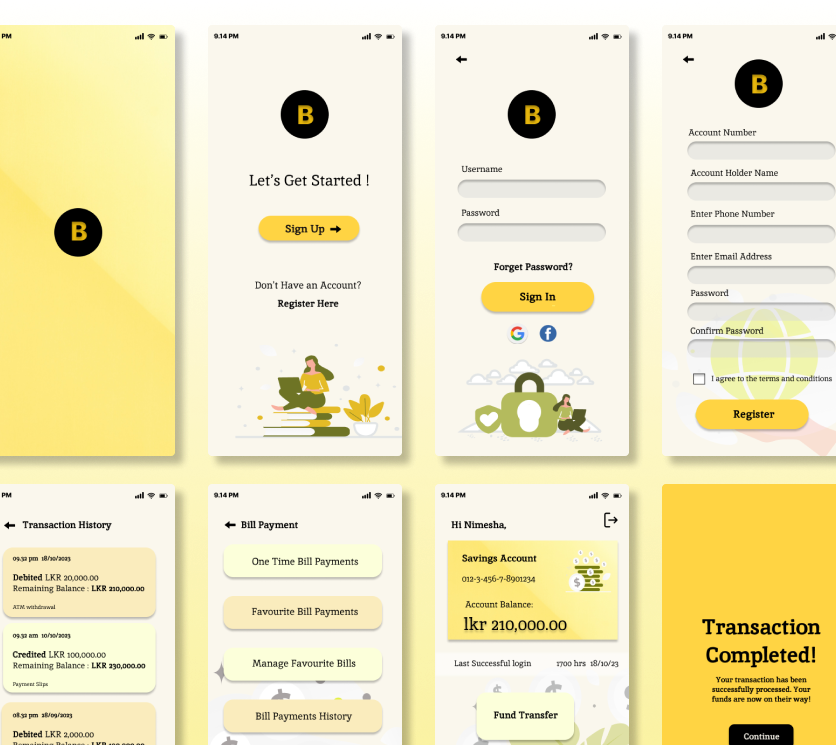 PM
B
9.14 PM
B
Let's Get Started !
Sign Up
Don't Have an Account?
Register Here
9.14 PM
B
Username
Password
Forget Password?
Sign In
G f
9.14 PM
B
Account Number
Account Holder Name
Enter Phone Number
Enter Email Address
Password
Confirm Password
I agree to the terms and conditions
Register
PM
Transaction History
09.32 pm 18/10/2023
Debited LKR 20,000.00
Remaining Balance : LKR 210,000.00
ATM withdrawal
09.32 am 10/10/2023
Credited LKR 100,000.00
Remaining Balance : LKR 230,000.00
Payment Slips
08.32 pm 28/09/2023
Debited LKR 2,000.00
9.14 PM
Bill Payment
One Time Bill Payments
Favourite Bill Payments
Manage Favourite Bills
Bill Payments History
9.14 PM
Hi Nimesha,
Savings Account
012-3-456-7-8901234
Account Balance:
lkr 210,000.00
Last Successful login 1700 hrs 18/10/23
Fund Transfer
Transaction
Completed!
Your transaction has been
successfully processed. Your
funds are now on their way!
Continue